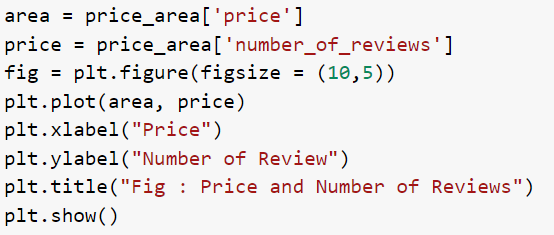 area = price_area['price']
price = price_area['number_of_reviews']
fig = plt.figure(figsize = (10,5))
plt.plot(area, price)
plt.xlabel("Price")
plt.ylabel("Number of Review")
plt.title("Fig : Price and Number of Reviews")
plt.show()